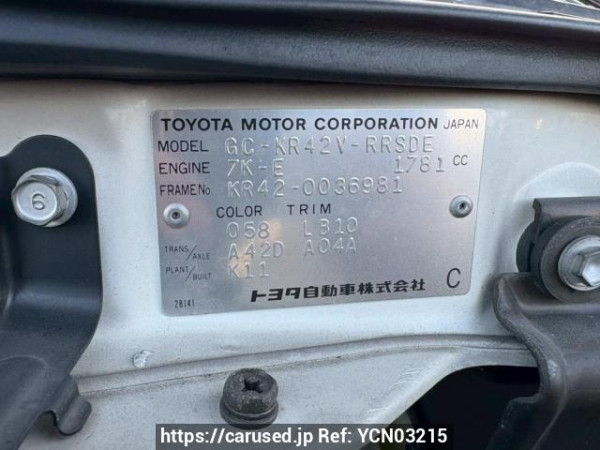 TOYOTA MOTOR CORPORATION JAPAN
MODEL GC-KR42V-RRSDE
ENGINE 7K-E 1781 CC
FRAME No. KR42-0036981
COLOR TRIM
058 LB10
TRANS./AXLE A42D A04A
PLANT/BUILT K11
28141 トヨタ自動車株式会社 C
6
https://carused.jp Ref: YCN03215